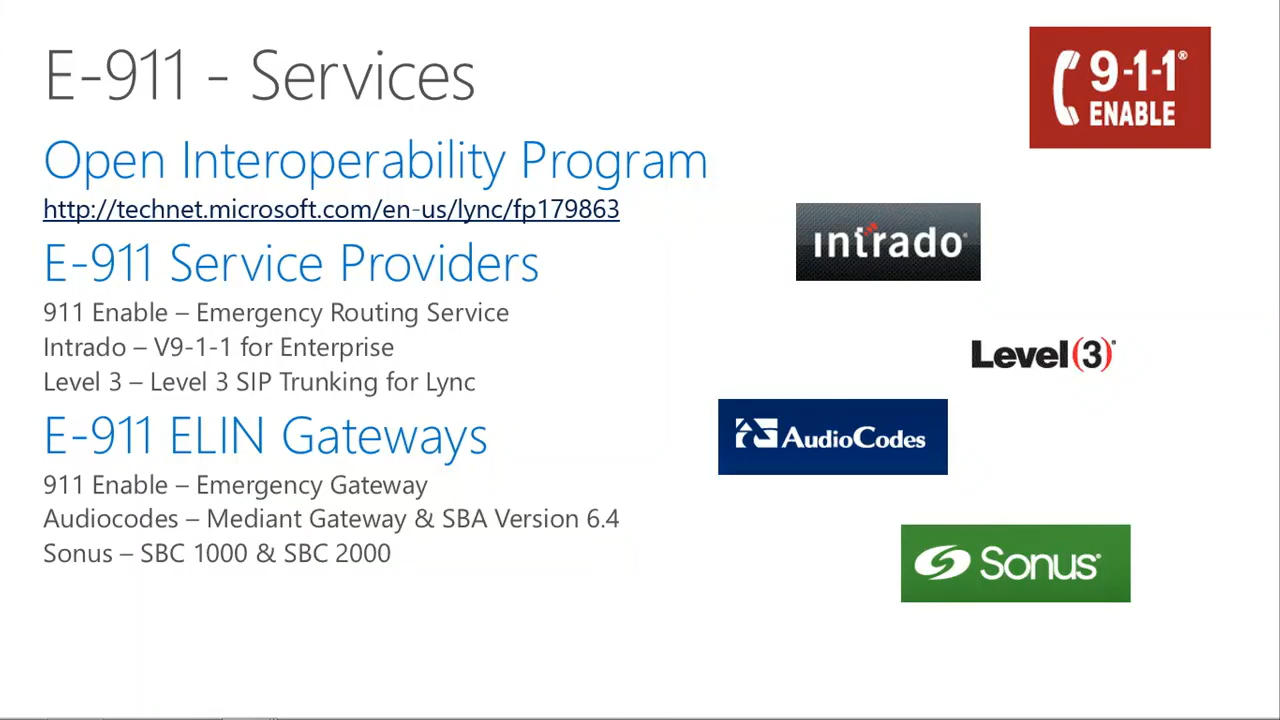 E-911 - Services
9-1-1®
ENABLE
Open Interoperability Program
http://technet.microsoft.com/en-us/lync/fp179863
intrado
E-911 Service Providers
911 Enable – Emergency Routing Service
Intrado – V9-1-1 for Enterprise
Level 3 – Level 3 SIP Trunking for Lync
Level(3)
E-911 ELIN Gateways
AudioCodes
911 Enable – Emergency Gateway
Audiocodes – Mediant Gateway & SBA Version 6.4
Sonus – SBC 1000 & SBC 2000
Sonus